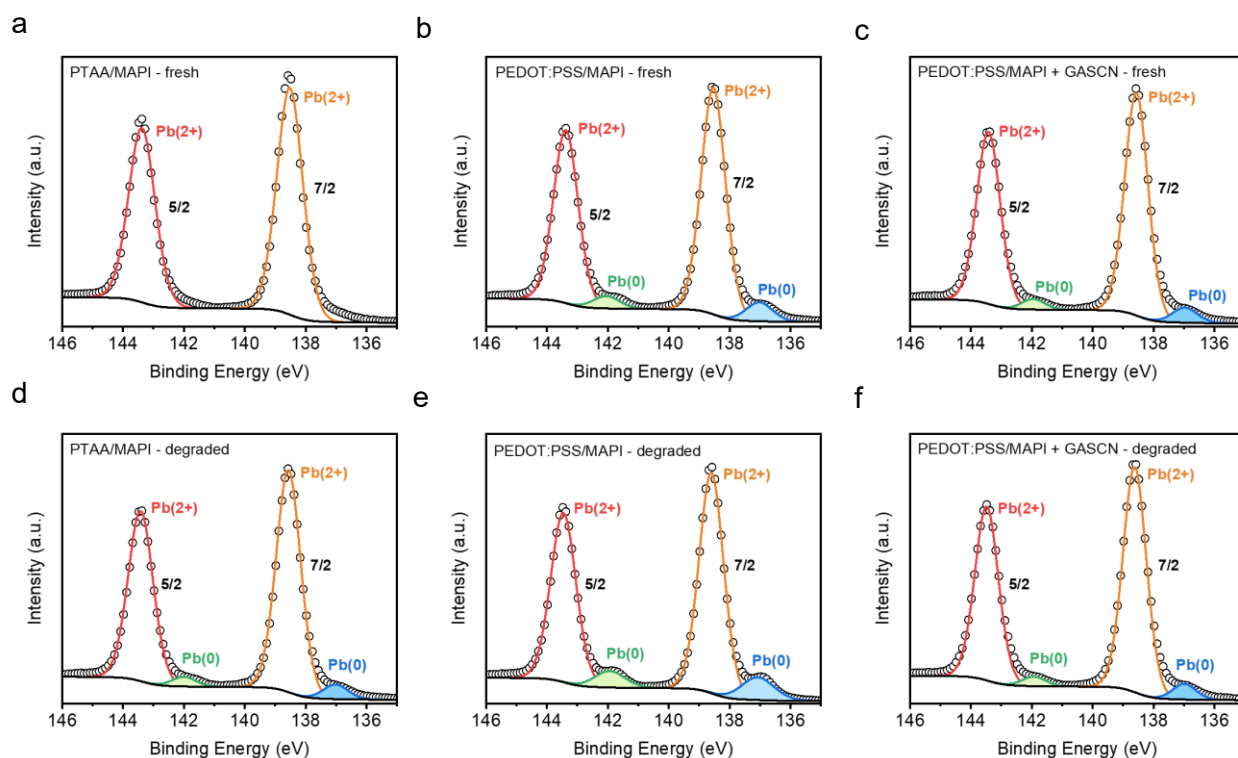 a
PTAA/MAPI - fresh
Pb(2+)
Pb(2+)
5/2
7/2
Intensity (a.u.)
146 144 142 140 138 136
Binding Energy (eV)
b
PEDOT:PSS/MAPI - fresh
Pb(2+)
Pb(2+)
5/2
7/2
Pb(0)
Pb(0)
Intensity (a.u.)
146 144 142 140 138 136
Binding Energy (eV)
c
PEDOT:PSS/MAPI + GASCN - fresh
Pb(2+)
Pb(2+)
5/2
7/2
Pb(0)
Pb(0)
Intensity (a.u.)
146 144 142 140 138 136
Binding Energy (eV)
d
PTAA/MAPI - degraded
Pb(2+)
Pb(2+)
5/2
7/2
Pb(0)
Pb(0)
Intensity (a.u.)
146 144 142 140 138 136
Binding Energy (eV)
e
PEDOT:PSS/MAPI - degraded
Pb(2+)
Pb(2+)
5/2
7/2
Pb(0)
Pb(0)
Intensity (a.u.)
146 144 142 140 138 136
Binding Energy (eV)
f
PEDOT:PSS/MAPI + GASCN - degraded
Pb(2+)
Pb(2+)
5/2
7/2
Pb(0)
Pb(0)
Intensity (a.u.)
146 144 142 140 138 136
Binding Energy (eV)